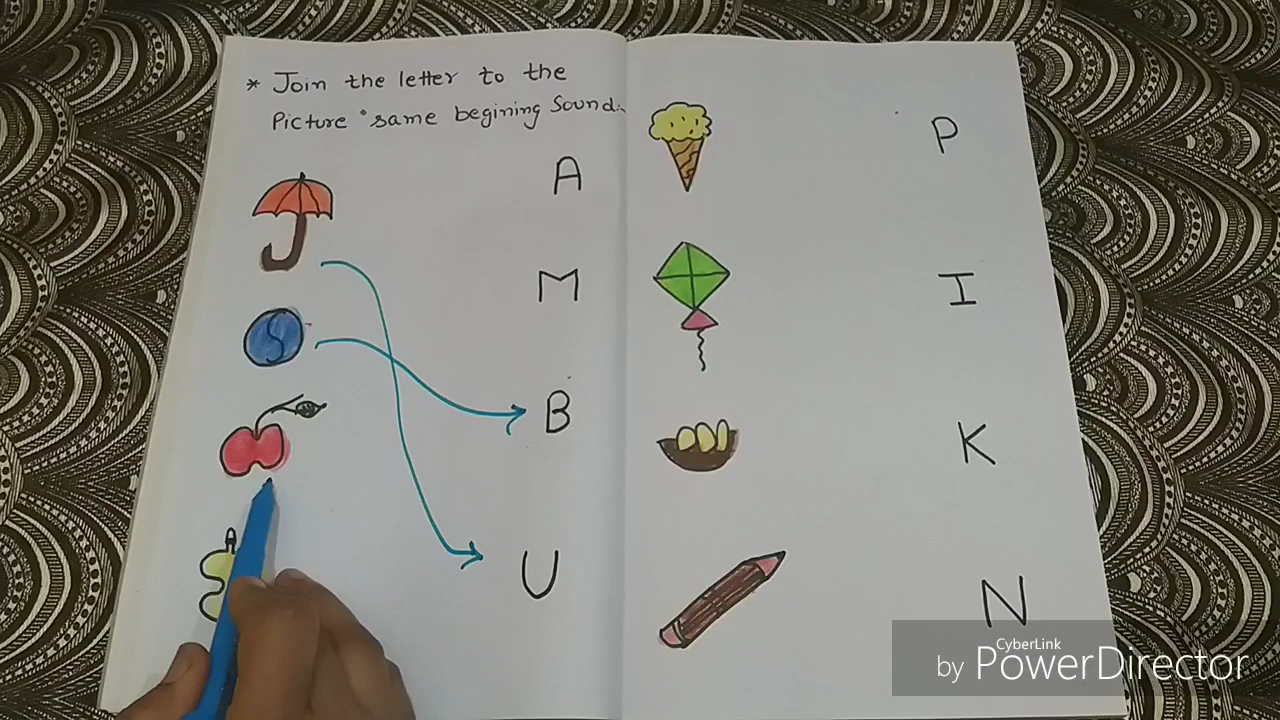 * Join the letter to the
Picture "same begining Sound.
A
M
B
U
P
I
K
N
CyberLink
by PowerDirector